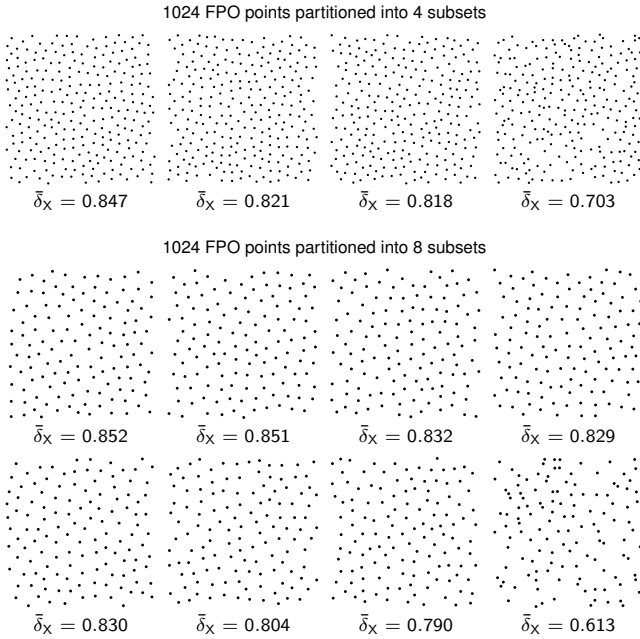 1024 FPO points partitioned into 4 subsets
δ̄X = 0.847 δ̄X = 0.821 δ̄X = 0.818 δ̄X = 0.703
1024 FPO points partitioned into 8 subsets
δ̄X = 0.852 δ̄X = 0.851 δ̄X = 0.832 δ̄X = 0.829
δ̄X = 0.830 δ̄X = 0.804 δ̄X = 0.790 δ̄X = 0.613